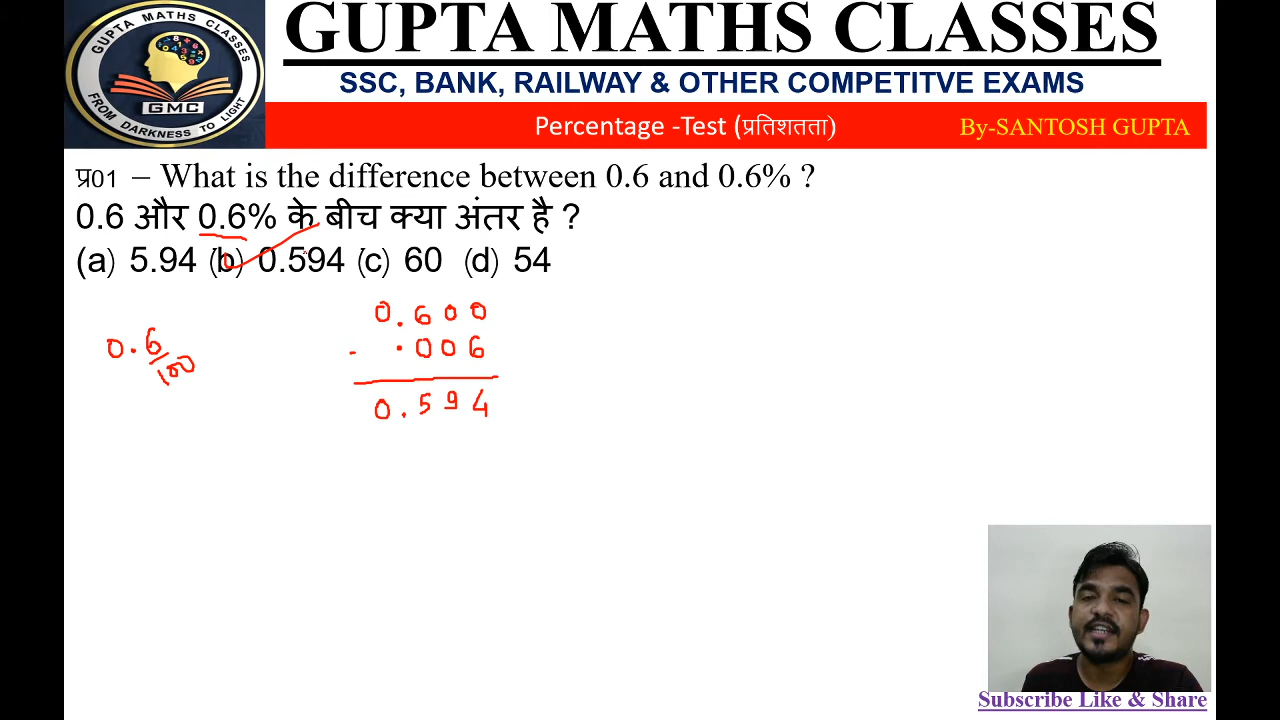 GUPTA MATHS CLASSES
GMC
FROM DARKNESS TO LIGHT
GUPTA MATHS CLASSES
SSC, BANK, RAILWAY & OTHER COMPETITVE EXAMS
Percentage -Test (प्रतिशतता) By-SANTOSH GUPTA
प्र01 – What is the difference between 0.6 and 0.6% ?
0.6 और 0.6% के बीच क्या अंतर है ?
(a) 5.94 (b) 0.594 (c) 60 (d) 54
0.6/100
0.600
- .006
0.594
Subscribe Like & Share